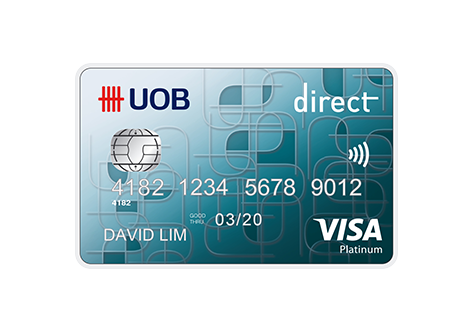 UOB direct
4182 1234 5678 9012
4182
GOOD
THRU 03/20
DAVID LIM
VISA
Platinum